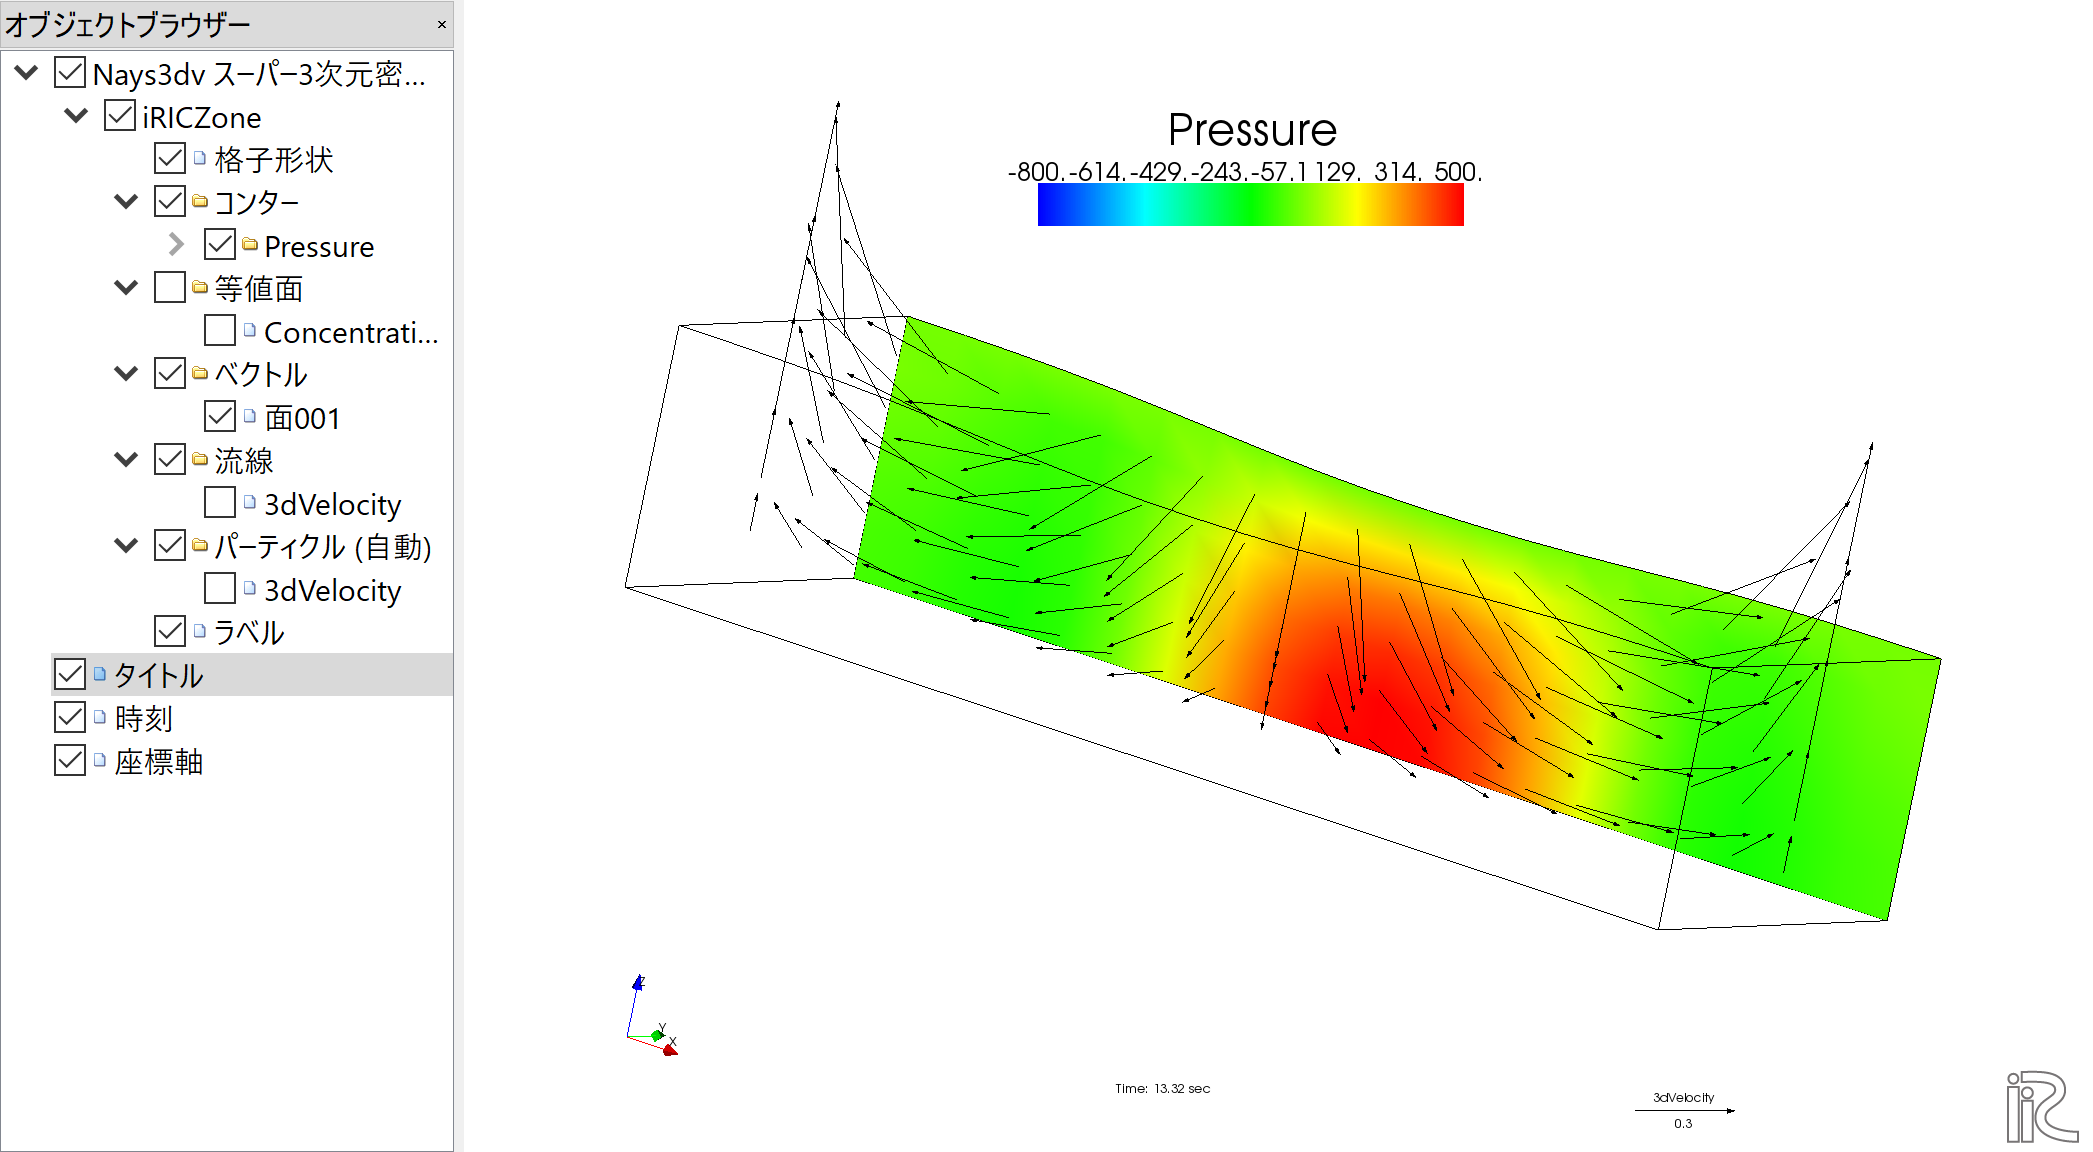 オブジェクトブラウザー ×
Nays3dv スーパー3次元密...
iRICZone
格子形状
コンター
Pressure
等値面
Concentrati...
ベクトル
面001
流線
3dVelocity
パーティクル (自動)
3dVelocity
ラベル
タイトル
時刻
座標軸
Pressure
-800. -614. -429. -243. -57.1 129. 314. 500.
Z
Y
X
Time: 13.32 sec
3dVelocity
0.3
iRIC